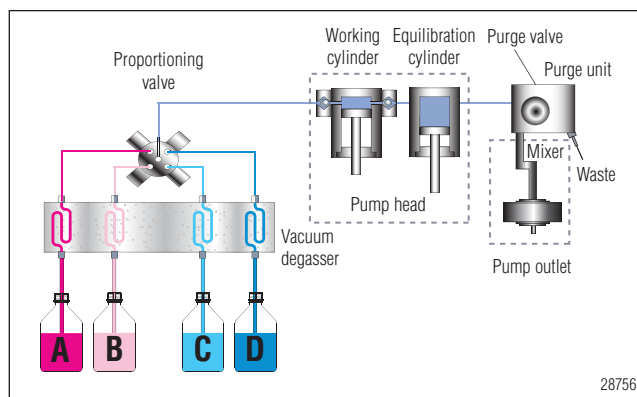 Working
cylinder
Equilibration
cylinder
Purge valve
Purge unit
Proportioning
valve
Mixer
Waste
Pump head
Vacuum
degasser
Pump outlet
A
B
C
D
28756